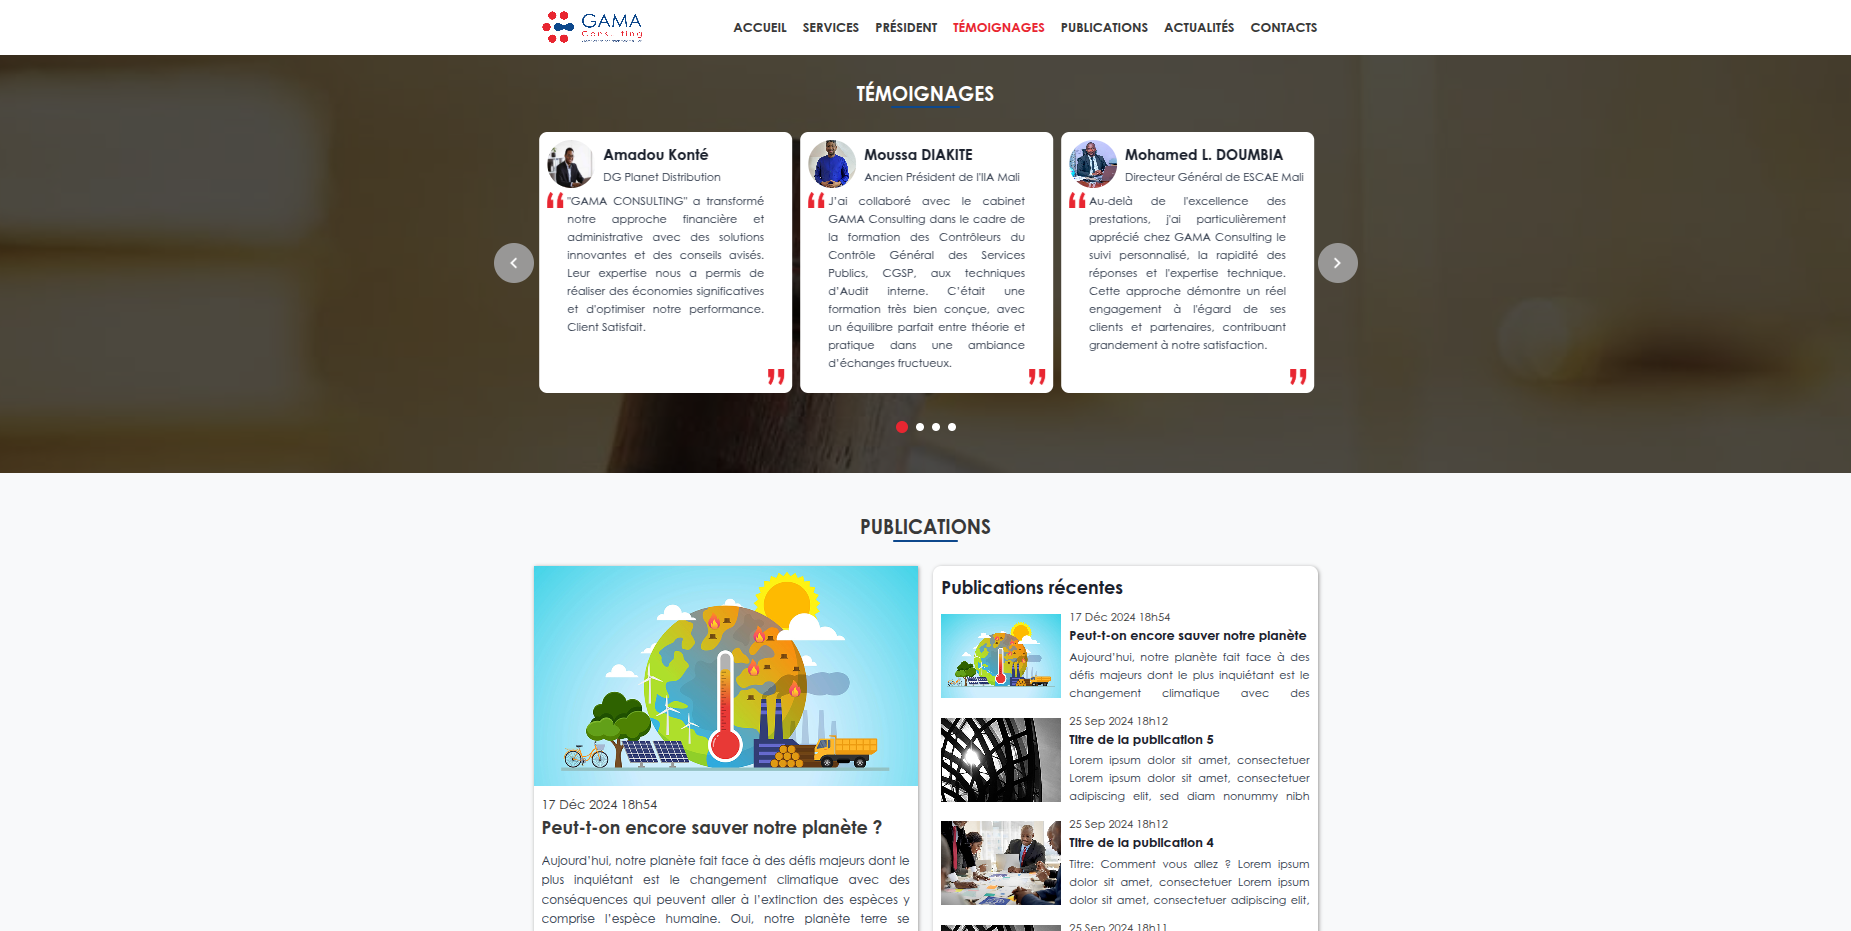 GAMA
Consulting
ACCUEIL SERVICES PRÉSIDENT TÉMOIGNAGES PUBLICATIONS ACTUALITÉS CONTACTS
TÉMOIGNAGES
Amadou Konté
DG Planet Distribution
"GAMA CONSULTING" a transformé
notre approche financière et
administrative avec des solutions
innovantes et des conseils avisés.
Leur expertise nous a permis de
réaliser des économies significatives
et d'optimiser notre performance.
Client Satisfait.
Moussa DIAKITE
Ancien Président de l'IIA Mali
J’ai collaboré avec le cabinet
GAMA Consulting dans le cadre de
la formation des Contrôleurs du
Contrôle Général des Services
Publics, CGSP, aux techniques
d’Audit interne. C’était une
formation très bien conçue, avec
un équilibre parfait entre théorie et
pratique dans une ambiance
d’échanges fructueux.
Mohamed L. DOUMBIA
Directeur Général de ESCAE Mali
Au-delà de l'excellence des
prestations, j'ai particulièrement
apprécié chez GAMA Consulting le
suivi personnalisé, la rapidité des
réponses et l'expertise technique.
Cette approche démontre un réel
engagement à l'égard de ses
clients et partenaires, contribuant
grandement à notre satisfaction.
PUBLICATIONS
17 Déc 2024 18h54
Peut-t-on encore sauver notre planète ?
Aujourd’hui, notre planète fait face à des défis majeurs dont le
plus inquiétant est le changement climatique avec des
conséquences qui peuvent aller à l’extinction des espèces y
comprise l’espèce humaine. Oui, notre planète terre se
Publications récentes
17 Déc 2024 18h54
Peut-t-on encore sauver notre planète
Aujourd’hui, notre planète fait face à des
défis majeurs dont le plus inquiétant est le
changement climatique avec des
25 Sep 2024 18h12
Titre de la publication 5
Lorem ipsum dolor sit amet, consectetuer
Lorem ipsum dolor sit amet, consectetuer
adipiscing elit, sed diam nonummy nibh
25 Sep 2024 18h12
Titre de la publication 4
Titre: Comment vous allez ? Lorem ipsum
dolor sit amet, consectetuer Lorem ipsum
dolor sit amet, consectetuer adipiscing elit,
25 Sep 2024 18h11